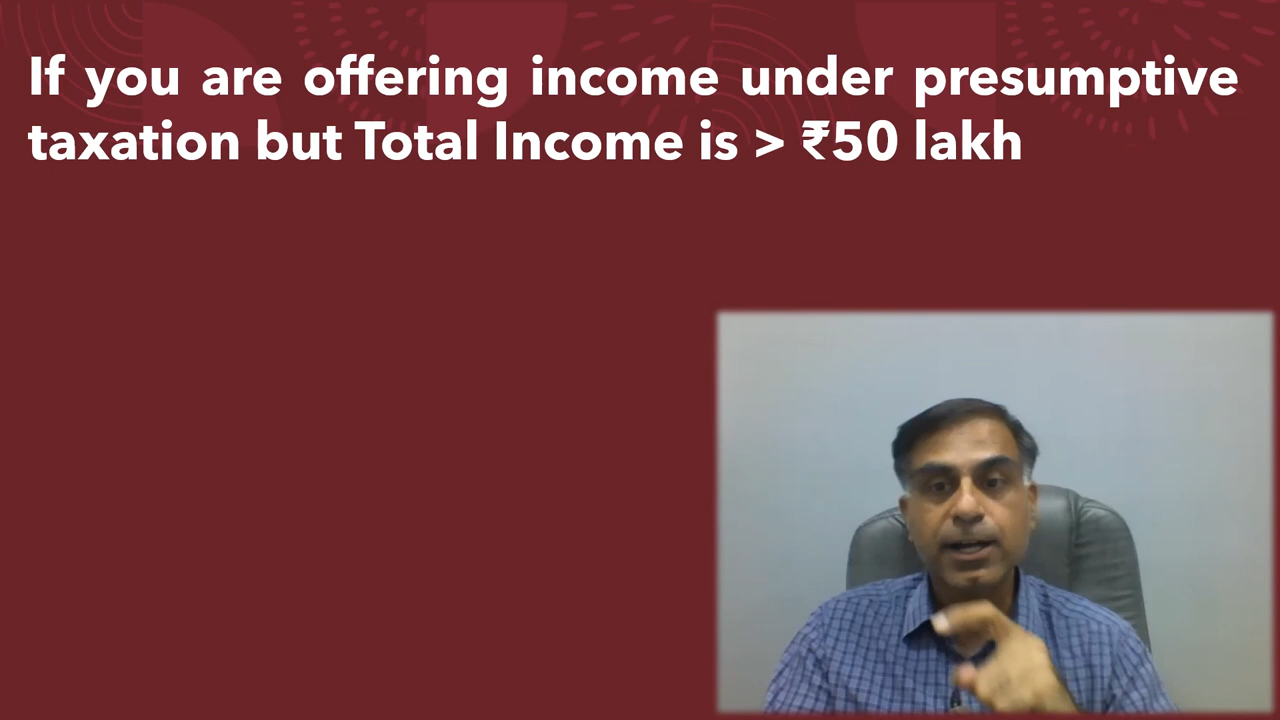 If you are offering income under presumptive
taxation but Total Income is > ₹50 lakh